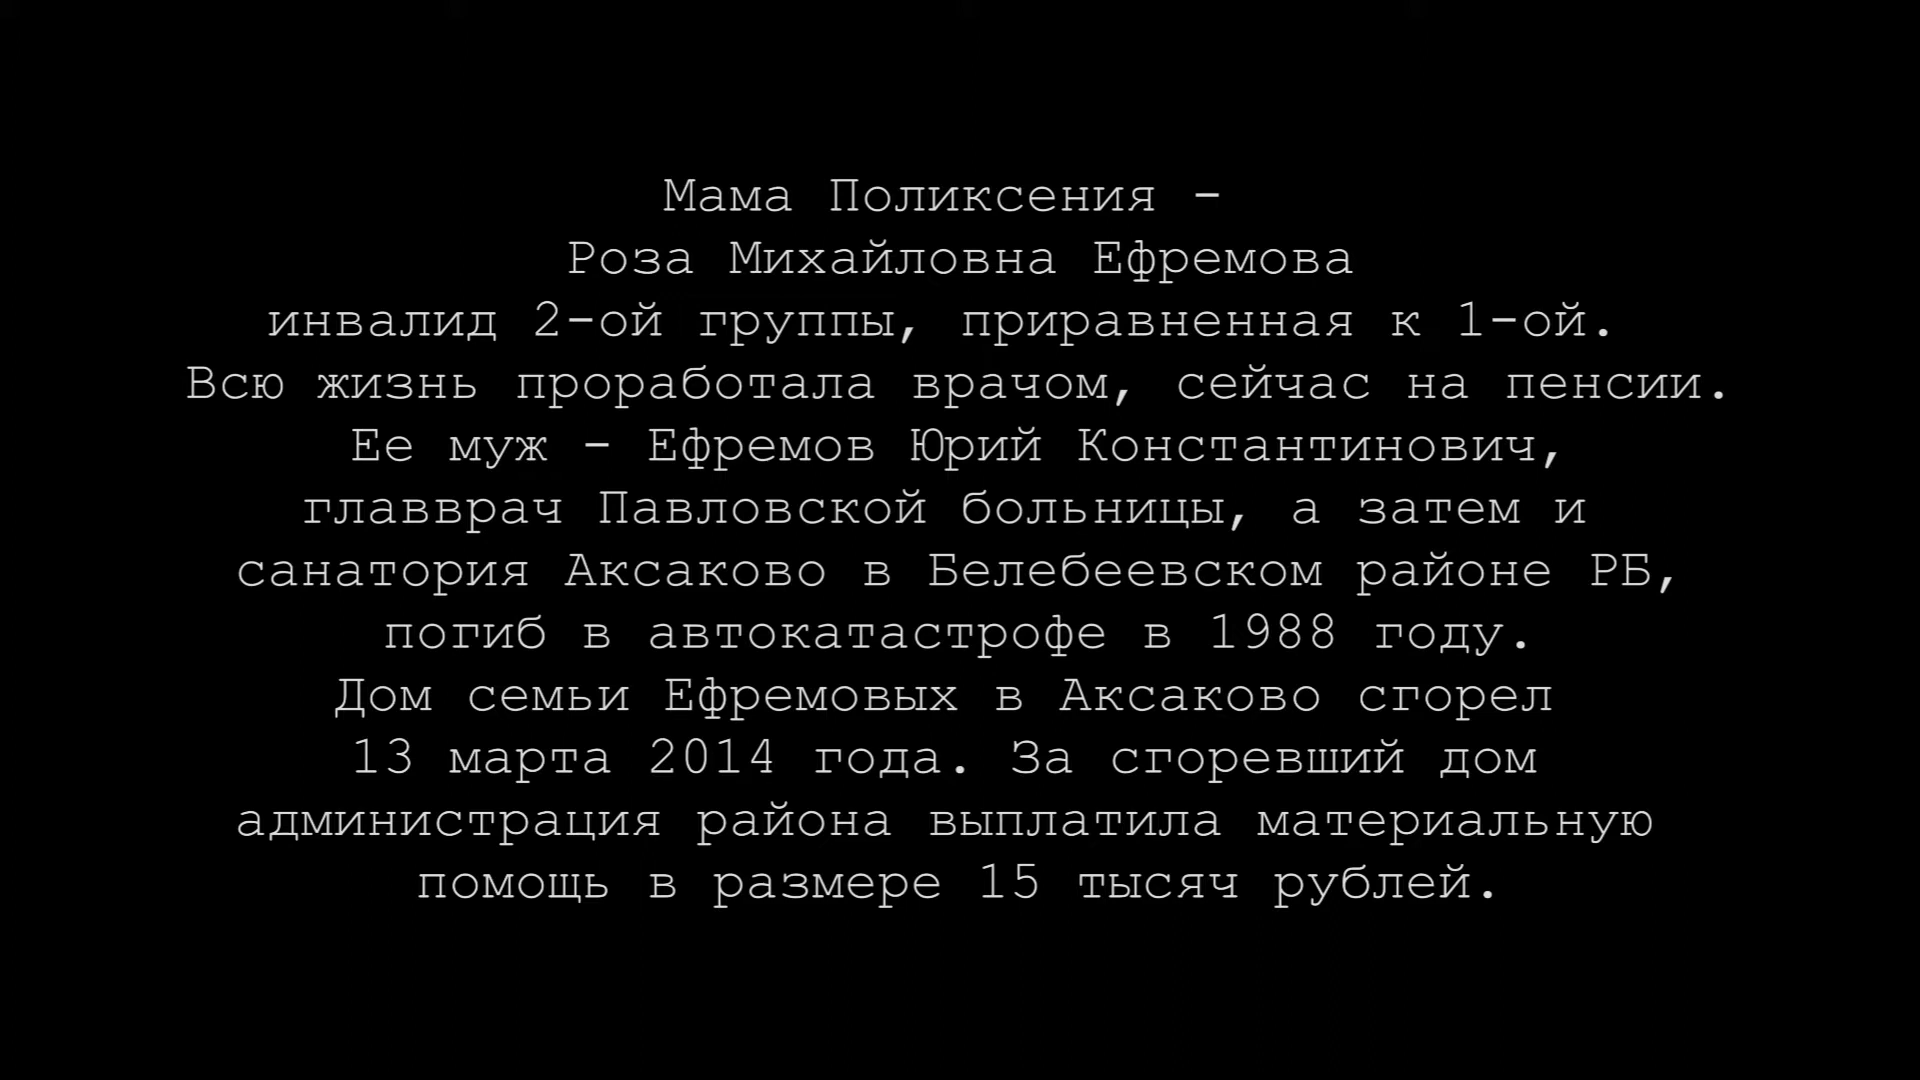 Мама Поликсения -
Роза Михайловна Ефремова
инвалид 2-ой группы, приравненная к 1-ой.
Всю жизнь проработала врачом, сейчас на пенсии.
Ее муж - Ефремов Юрий Константинович,
главврач Павловской больницы, а затем и
санатория Аксаково в Белебеевском районе РБ,
погиб в автокатастрофе в 1988 году.
Дом семьи Ефремовых в Аксаково сгорел
13 марта 2014 года. За сгоревший дом
администрация района выплатила материальную
помощь в размере 15 тысяч рублей.